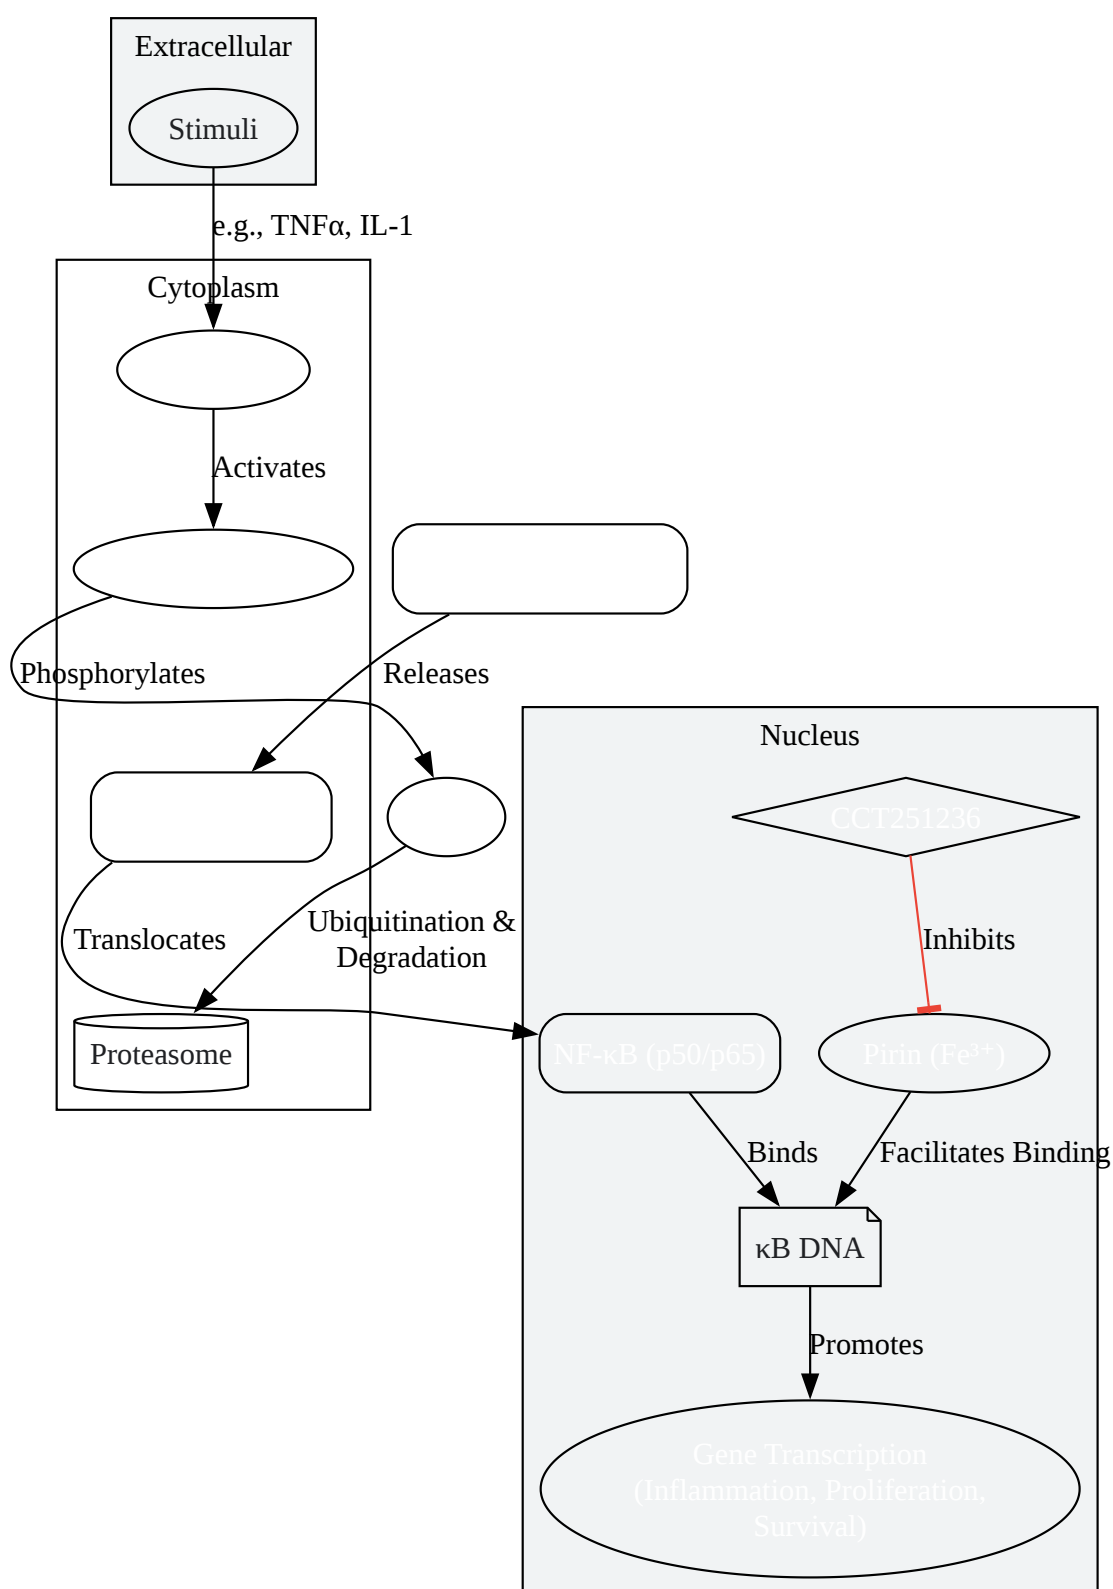 Extracellular
Stimuli
e.g., TNFα, IL-1
Cytoplasm
Activates
Phosphorylates
Releases
Nucleus
CCT251236
Translocates
Ubiquitination &
Degradation
Inhibits
Proteasome
NF-κB (p50/p65)
Pirin (Fe³⁺)
Binds
Facilitates Binding
κB DNA
Promotes
Gene Transcription
(Inflammation, Proliferation,
Survival)